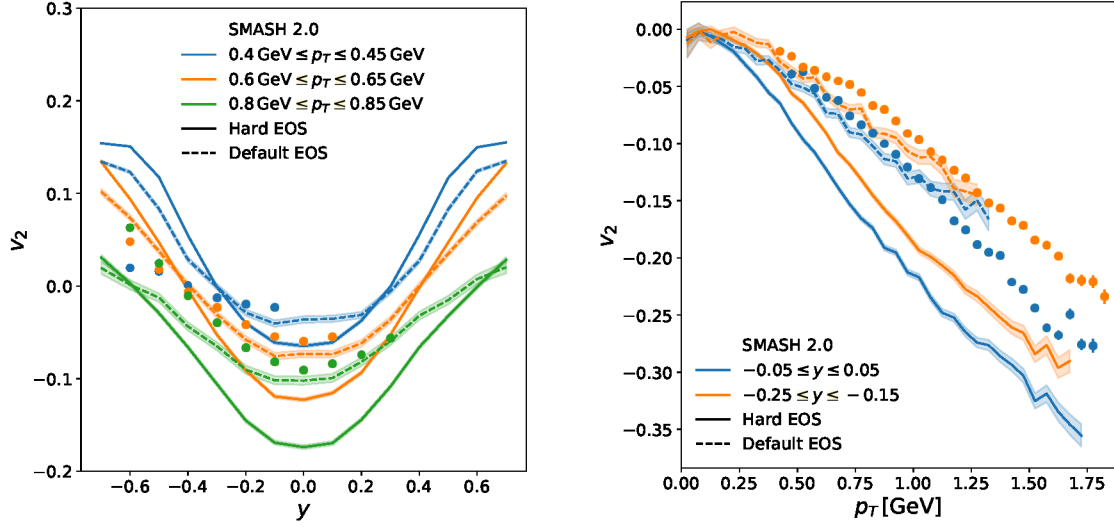 0.3
0.2
0.1
0.0
−0.1
−0.2
v₂
SMASH 2.0
0.4 GeV ≤ p_T ≤ 0.45 GeV
0.6 GeV ≤ p_T ≤ 0.65 GeV
0.8 GeV ≤ p_T ≤ 0.85 GeV
Hard EOS
Default EOS
−0.6 −0.4 −0.2 0.0 0.2 0.4 0.6
y
0.00
−0.05
−0.10
−0.15
−0.20
−0.25
−0.30
−0.35
v₂
SMASH 2.0
−0.05 ≤ y ≤ 0.05
−0.25 ≤ y ≤ −0.15
Hard EOS
Default EOS
0.00 0.25 0.50 0.75 1.00 1.25 1.50 1.75
p_T [GeV]